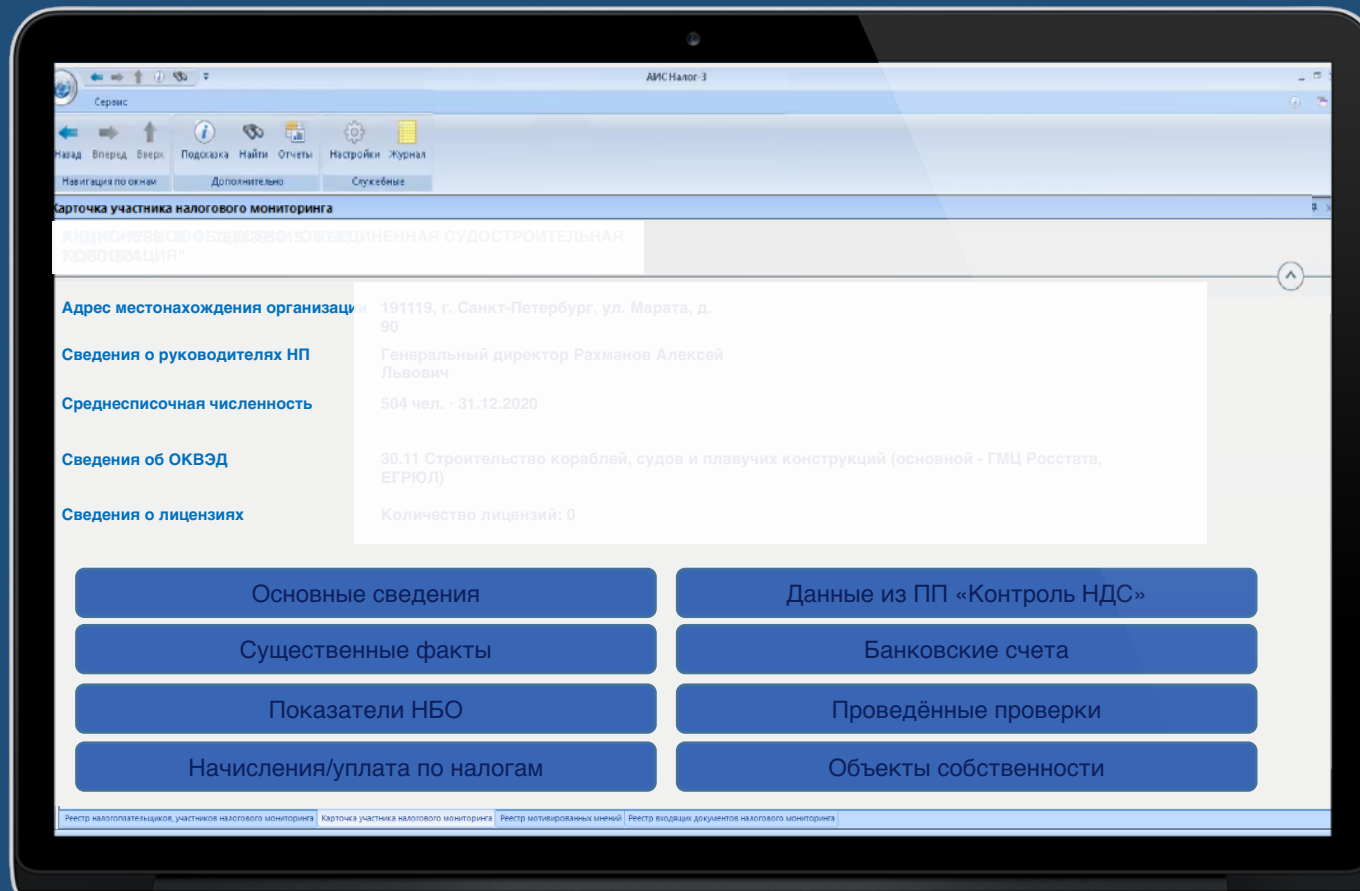 АИС Налог-3
Сервис
Назад Вперед Вверх Подсказка Найти Отчеты Настройки Журнал
Навигация по окнам Дополнительно Служебные
Карточка участника налогового мониторинга
АКЦИОНЕРНОЕ ОБЩЕСТВО "ОБЪЕДИНЕННАЯ СУДОСТРОИТЕЛЬНАЯ
КОРПОРАЦИЯ"
Адрес местонахождения организации 191119, г. Санкт-Петербург, ул. Марата, д.
90
Сведения о руководителях НП Генеральный директор Рахманов Алексей
Львович
Среднесписочная численность 504 чел. · 31.12.2020
Сведения об ОКВЭД 30.11 Строительство кораблей, судов и плавучих конструкций (основной - ГМЦ Росстата,
ЕГРЮЛ)
Сведения о лицензиях Количество лицензий: 0
Основные сведения Данные из ПП «Контроль НДС»
Существенные факты Банковские счета
Показатели НБО Проведённые проверки
Начисления/уплата по налогам Объекты собственности
Реестр налогоплательщиков, участников налогового мониторинга Карточка участника налогового мониторинга Реестр мотивированных мнений Реестр входящих документов налогового мониторинга